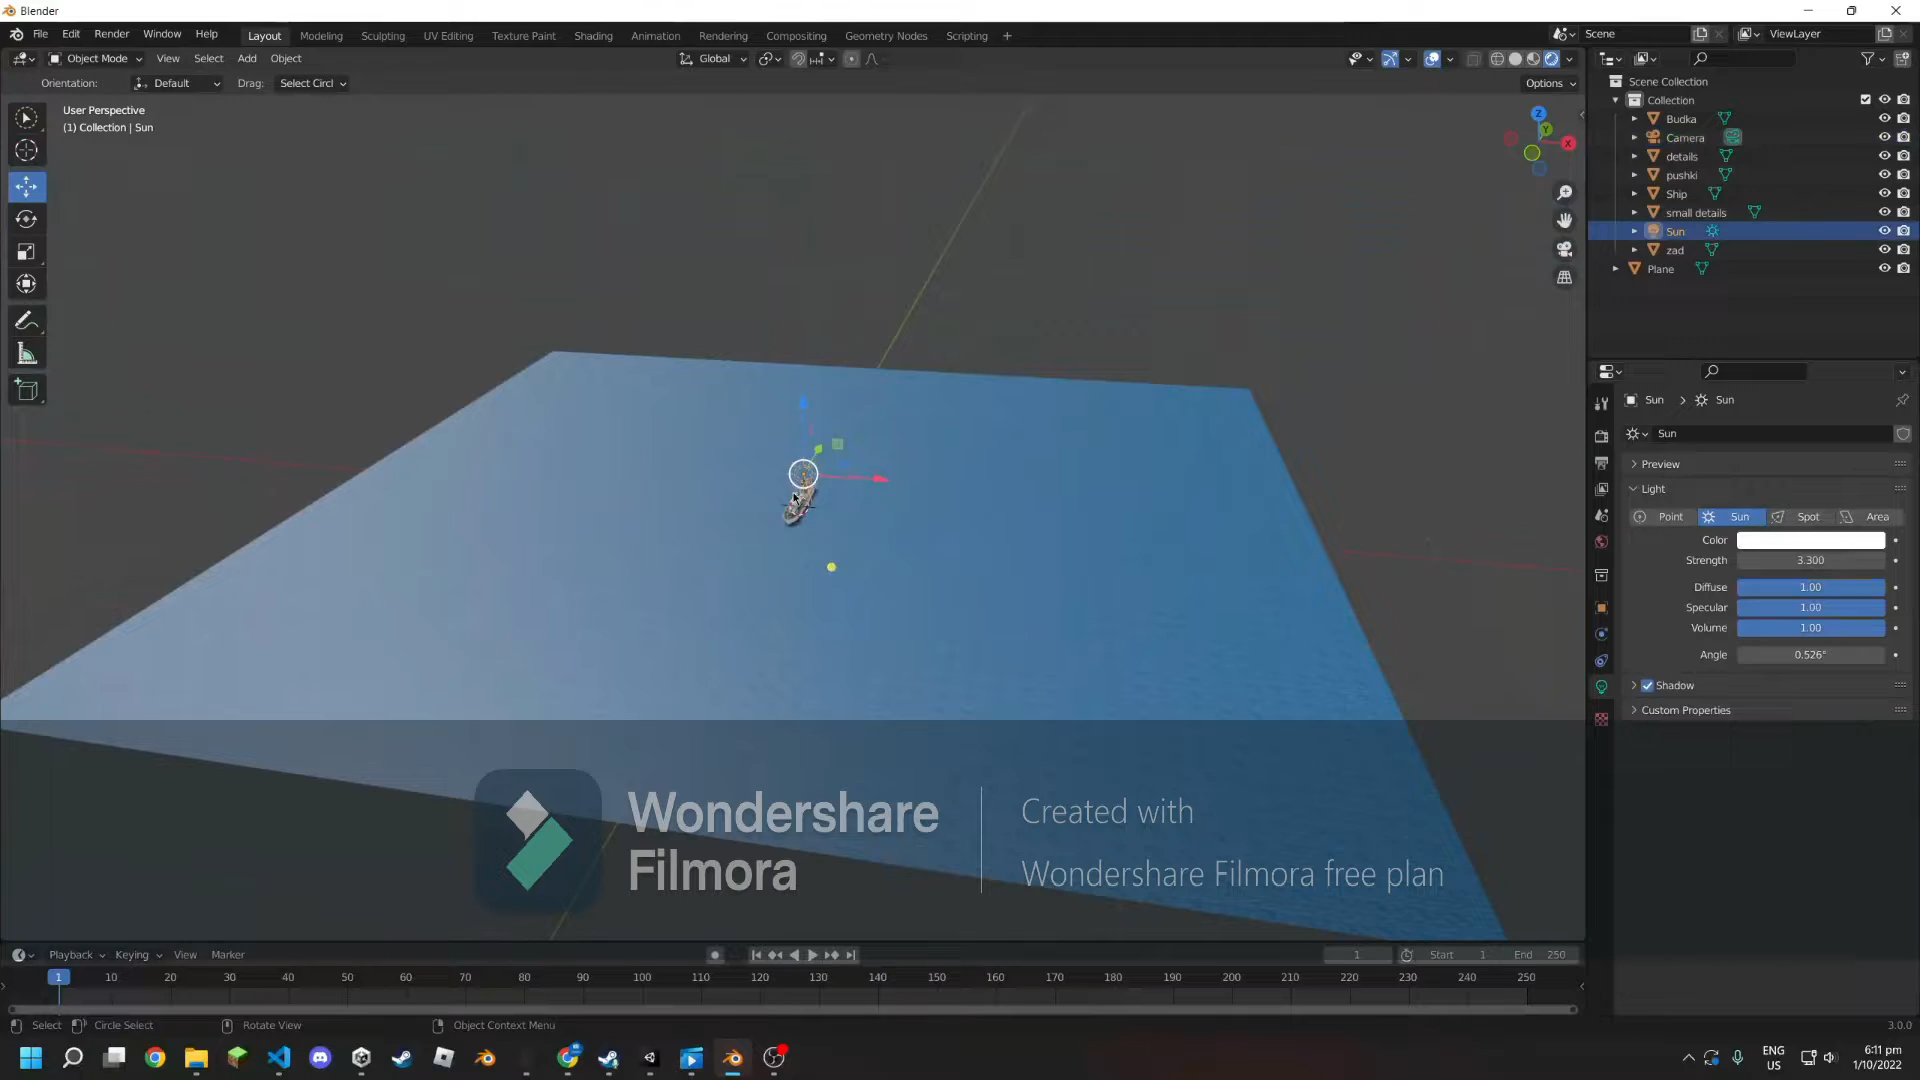 Blender
File Edit Render Window Help Layout Modeling Sculpting UV Editing Texture Paint Shading Animation Rendering Compositing Geometry Nodes Scripting Scene ViewLayer
Object Mode View Select Add Object Global
Orientation: Default Drag: Select Circl Options
User Perspective
(1) Collection | Sun
Z
Y
X
Scene Collection
Collection
Budka
Camera
details
pushki
Ship
small details
Sun
zad
Plane
Sun Sun
Sun
Preview
Light
Point Sun Spot Area
Color
Strength 3.300
Diffuse 1.00
Specular 1.00
Volume 1.00
Angle 0.526°
Shadow
Custom Properties
Wondershare
Filmora
Created with
Wondershare Filmora free plan
Playback Keying View Marker 1 Start 1 End 250
1 10 20 30 40 50 60 70 80 90 100 110 120 130 140 150 160 170 180 190 200 210 220 230 240 250
Select Circle Select Rotate View Object Context Menu 3.0.0
ENG
US
6:11 pm
1/10/2022